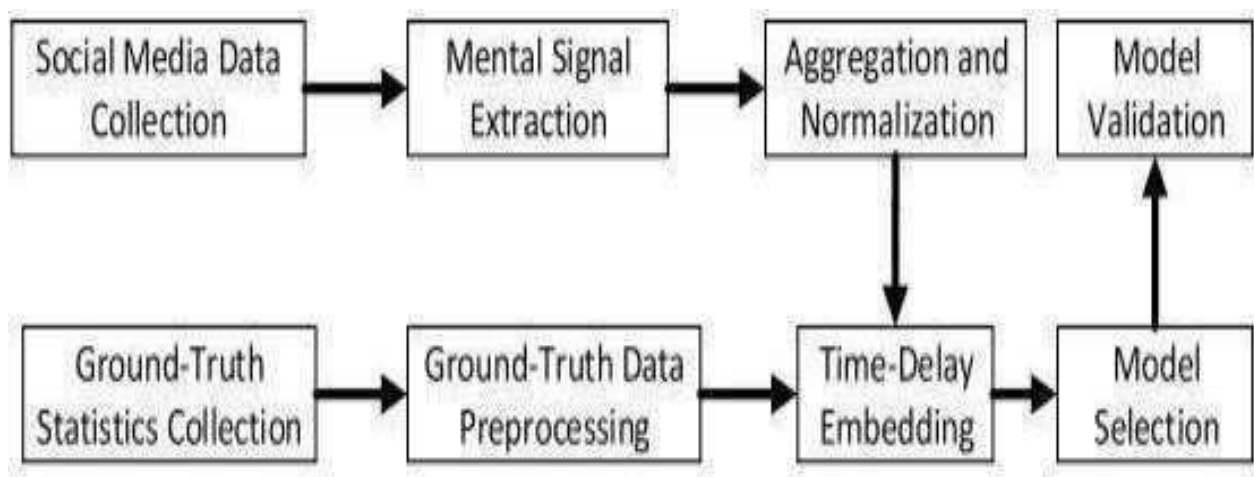 Social Media Data
Collection
Mental Signal
Extraction
Aggregation and
Normalization
Model
Validation
Ground-Truth
Statistics Collection
Ground-Truth Data
Preprocessing
Time-Delay
Embedding
Model
Selection